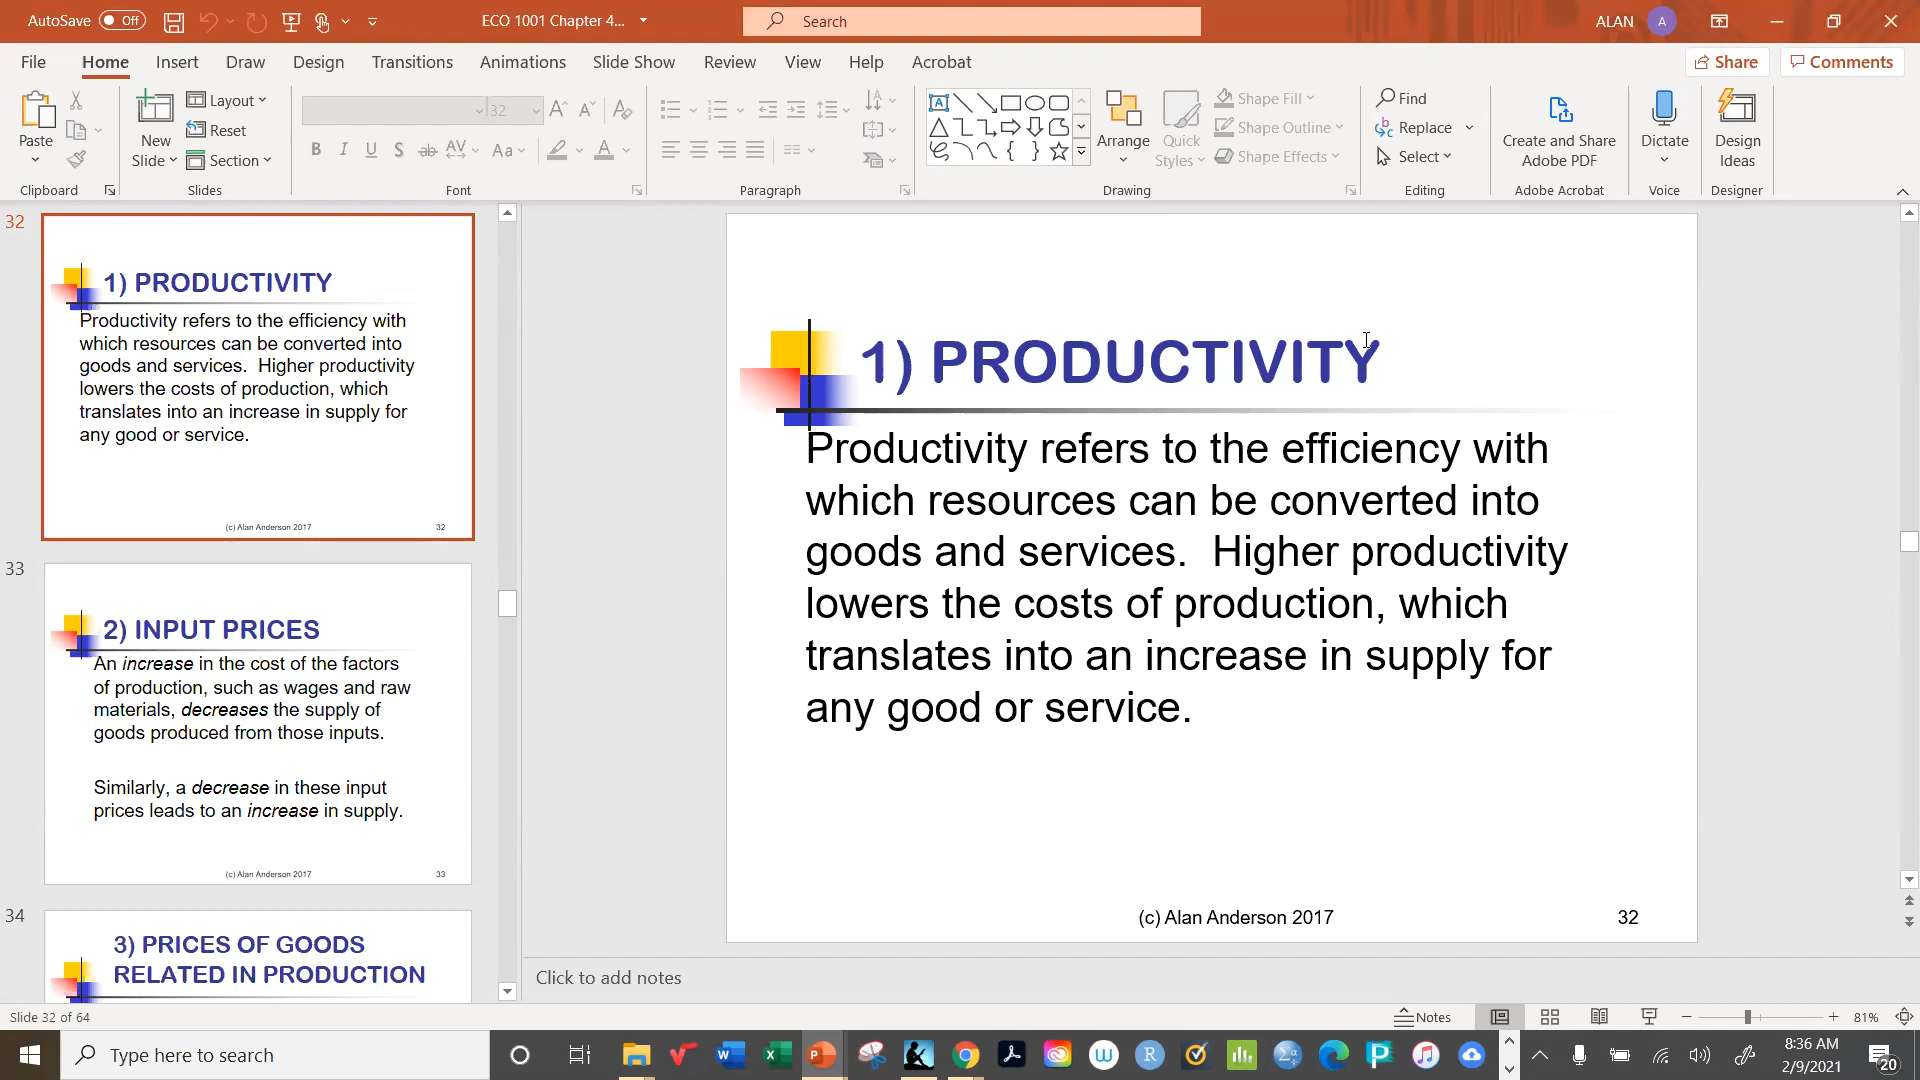 AutoSave Off
ECO 1001 Chapter 4...
Search
ALAN A
File Home Insert Draw Design Transitions Animations Slide Show Review View Help Acrobat
Share Comments
Paste
Clipboard
New Slide
Layout
Reset
Section
Slides
32
Font
Paragraph
Arrange
Quick Styles
Shape Fill
Shape Outline
Shape Effects
Drawing
Find
Replace
Select
Editing
Create and Share Adobe PDF
Adobe Acrobat
Dictate
Voice
Design Ideas
Designer
32
1) PRODUCTIVITY
Productivity refers to the efficiency with
which resources can be converted into
goods and services.  Higher productivity
lowers the costs of production, which
translates into an increase in supply for
any good or service.
(c) Alan Anderson 2017 32
33
2) INPUT PRICES
An increase in the cost of the factors
of production, such as wages and raw
materials, decreases the supply of
goods produced from those inputs.
Similarly, a decrease in these input
prices leads to an increase in supply.
(c) Alan Anderson 2017 33
34
3) PRICES OF GOODS
RELATED IN PRODUCTION
1) PRODUCTIVITY
Productivity refers to the efficiency with
which resources can be converted into
goods and services.  Higher productivity
lowers the costs of production, which
translates into an increase in supply for
any good or service.
(c) Alan Anderson 2017 32
Click to add notes
Slide 32 of 64
Notes
81%
Type here to search
8:36 AM
2/9/2021
20